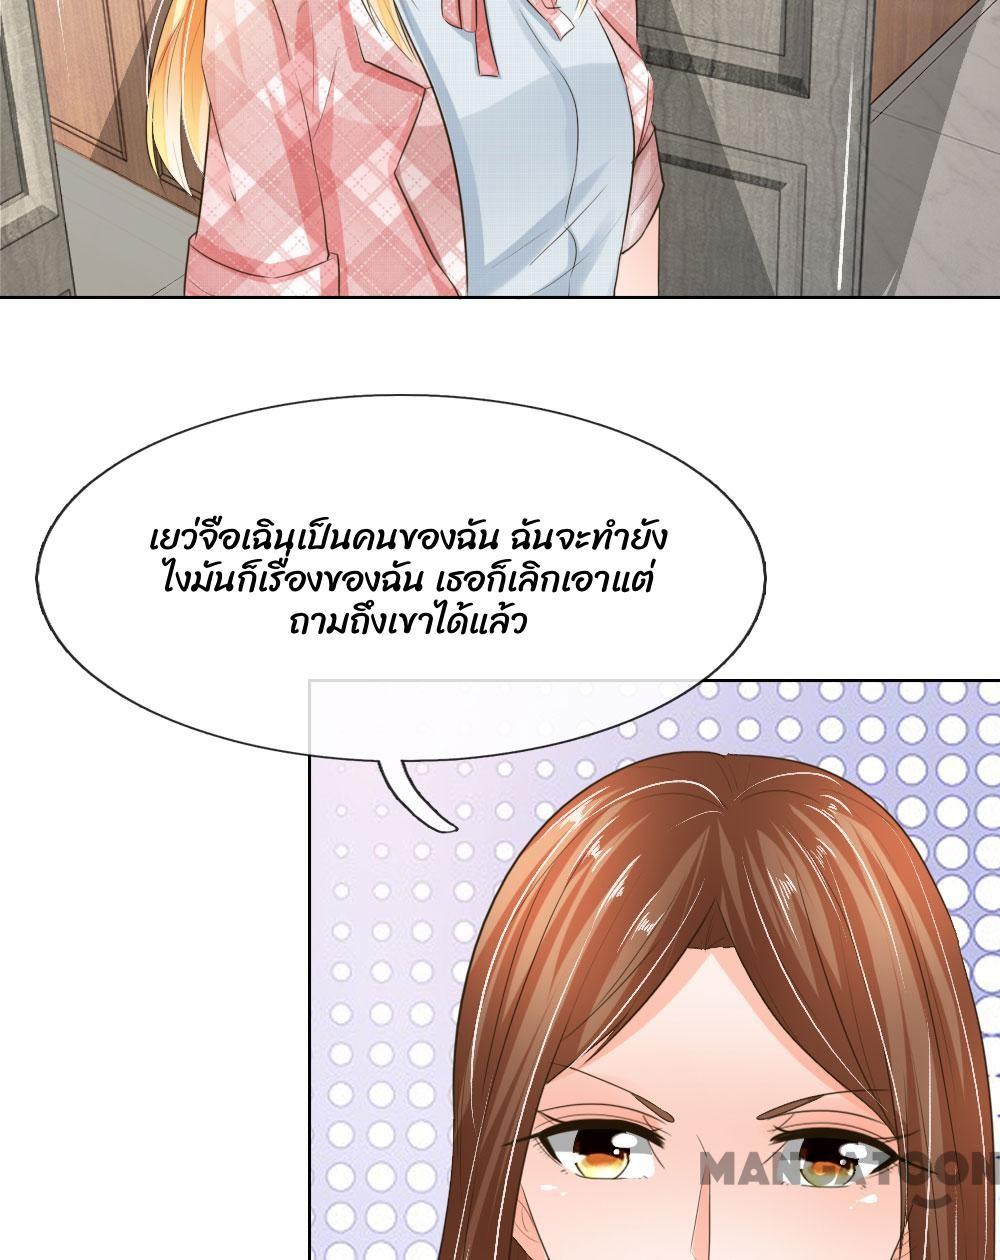 เยว่จือเฉินเป็นคนของฉัน ฉันจะทำยัง
ไงมันก็เรื่องของฉัน เธอก็เลิกเอาแต่
ถามถึงเขาได้แล้ว
MANGATOON